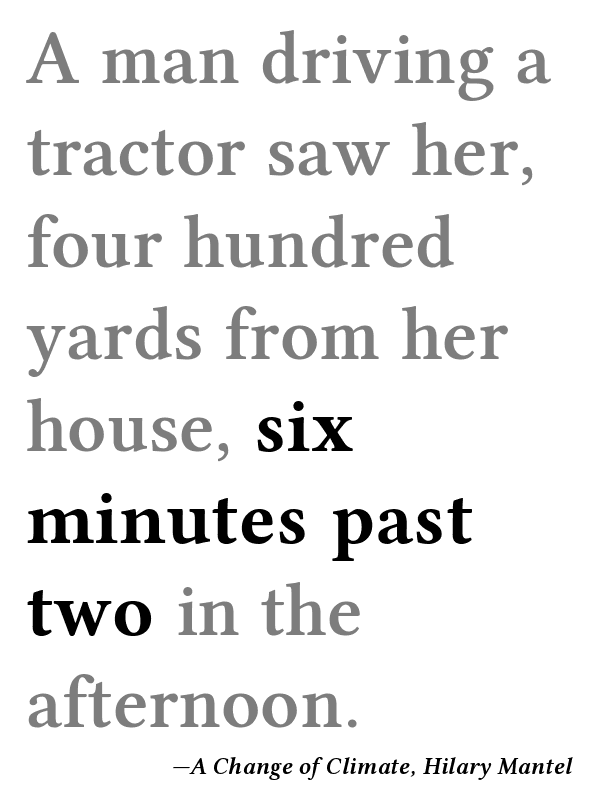 A man driving a
tractor saw her,
four hundred
yards from her
house, six
minutes past
two in the
afternoon.
—A Change of Climate, Hilary Mantel